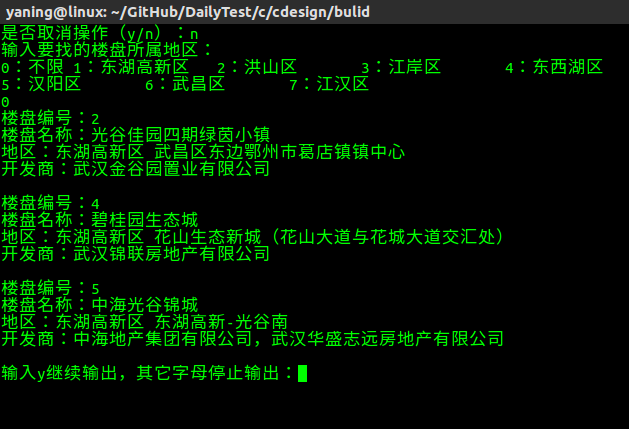 yaning@linux: ~/GitHub/DailyTest/c/cdesign/bulid
是否取消操作（y/n）：n
输入要找的楼盘所属地区：
0：不限 1：东湖高新区 2：洪山区 3：江岸区 4：东西湖区
5：汉阳区 6：武昌区 7：江汉区
0
楼盘编号：2
楼盘名称：光谷佳园四期绿茵小镇
地区：东湖高新区 武昌区东边鄂州市葛店镇镇中心
开发商：武汉金谷园置业有限公司
楼盘编号：4
楼盘名称：碧桂园生态城
地区：东湖高新区 花山生态新城（花山大道与花城大道交汇处）
开发商：武汉锦联房地产有限公司
楼盘编号：5
楼盘名称：中海光谷锦城
地区：东湖高新区 东湖高新-光谷南
开发商：中海地产集团有限公司，武汉华盛志远房地产有限公司
输入y继续输出，其它字母停止输出：